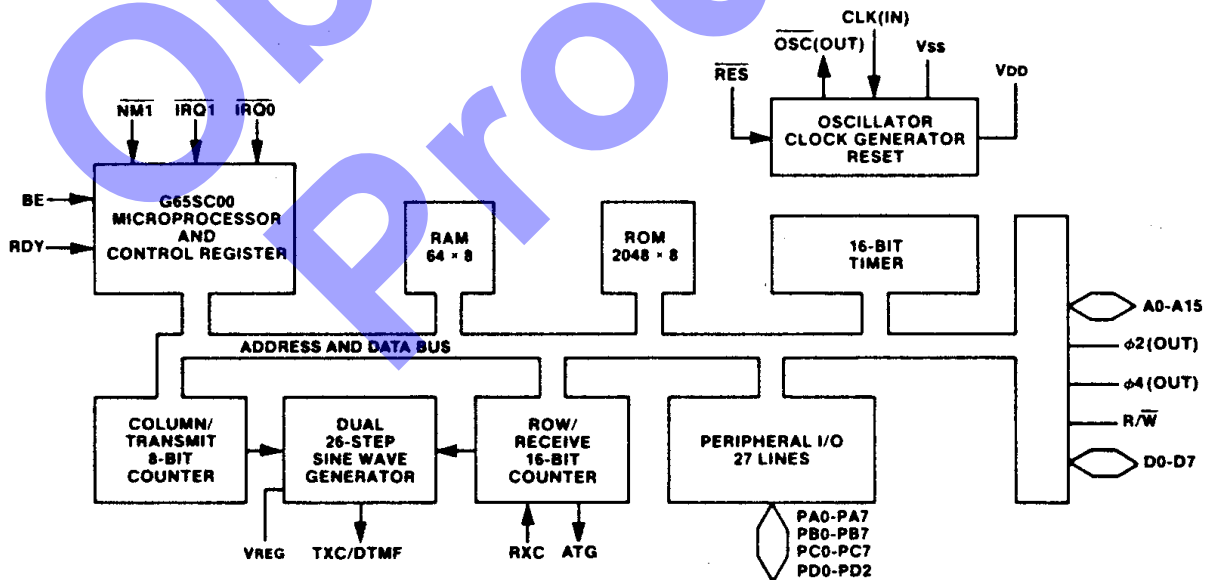 CLK(IN)
OSC(OUT)
VSS
RES
VDD
OSCILLATOR
CLOCK GENERATOR
RESET
NM1 IRQ1 IRQ0
BE
RDY
G65SC00
MICROPROCESSOR
AND
CONTROL REGISTER
RAM
64 × 8
ROM
2048 × 8
16-BIT
TIMER
ADDRESS AND DATA BUS
A0-A15
φ2(OUT)
φ4(OUT)
R/W
D0-D7
COLUMN/
TRANSMIT
8-BIT
COUNTER
DUAL
26-STEP
SINE WAVE
GENERATOR
ROW/
RECEIVE
16-BIT
COUNTER
PERIPHERAL I/O
27 LINES
VREG
TXC/DTMF
RXC
ATG
PA0-PA7
PB0-PB7
PC0-PC7
PD0-PD2